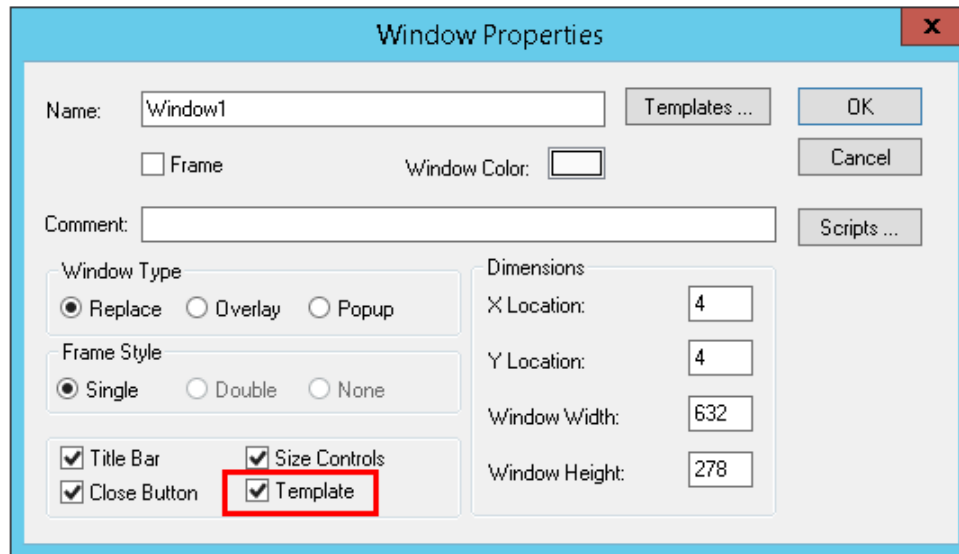 Window Properties
x
Name: Window1 Templates ... OK
Frame Window Color: Cancel
Comment: Scripts ...
Window Type
Replace Overlay Popup
Frame Style
Single Double None
Title Bar Size Controls
Close Button Template
Dimensions
X Location: 4
Y Location: 4
Window Width: 632
Window Height: 278